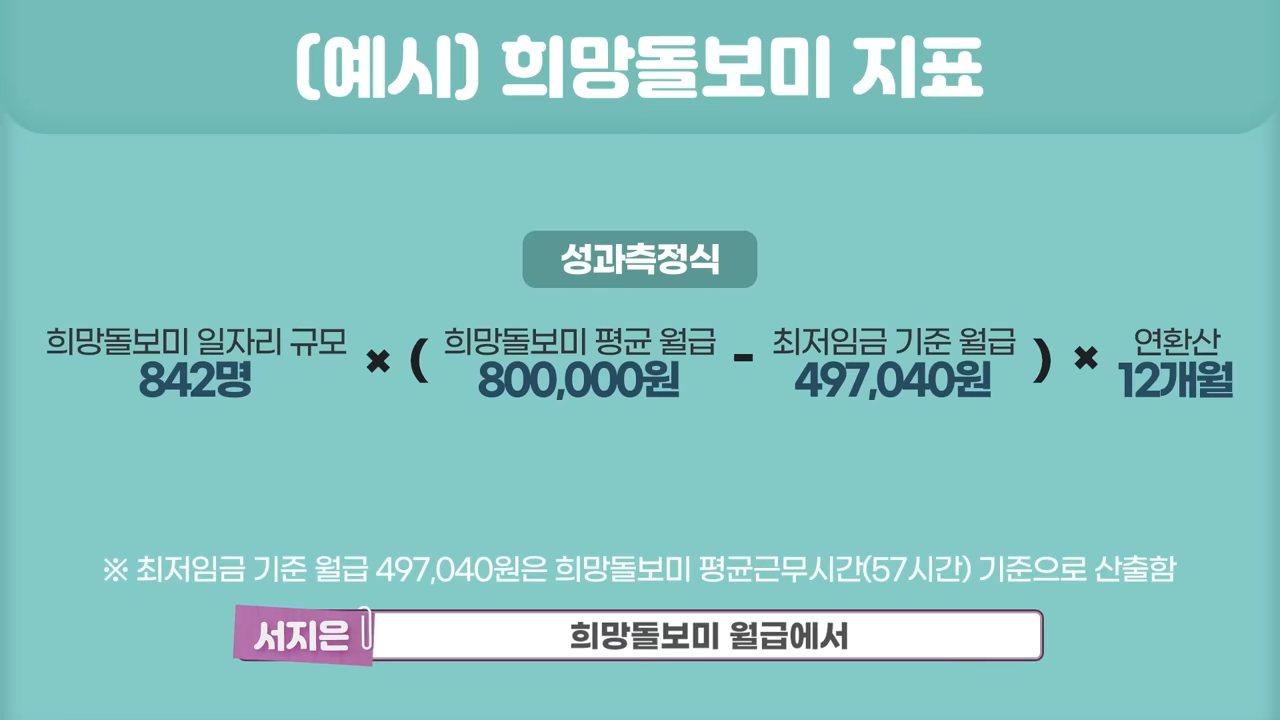 (예시) 희망돌보미 지표
성과측정식
희망돌보미 일자리 규모 × ( 희망돌보미 평균 월급 - 최저임금 기준 월급 ) × 연환산
842명 800,000원 497,040원 12개월
※ 최저임금 기준 월급 497,040원은 희망돌보미 평균근무시간(57시간) 기준으로 산출함
서지은 희망돌보미 월급에서